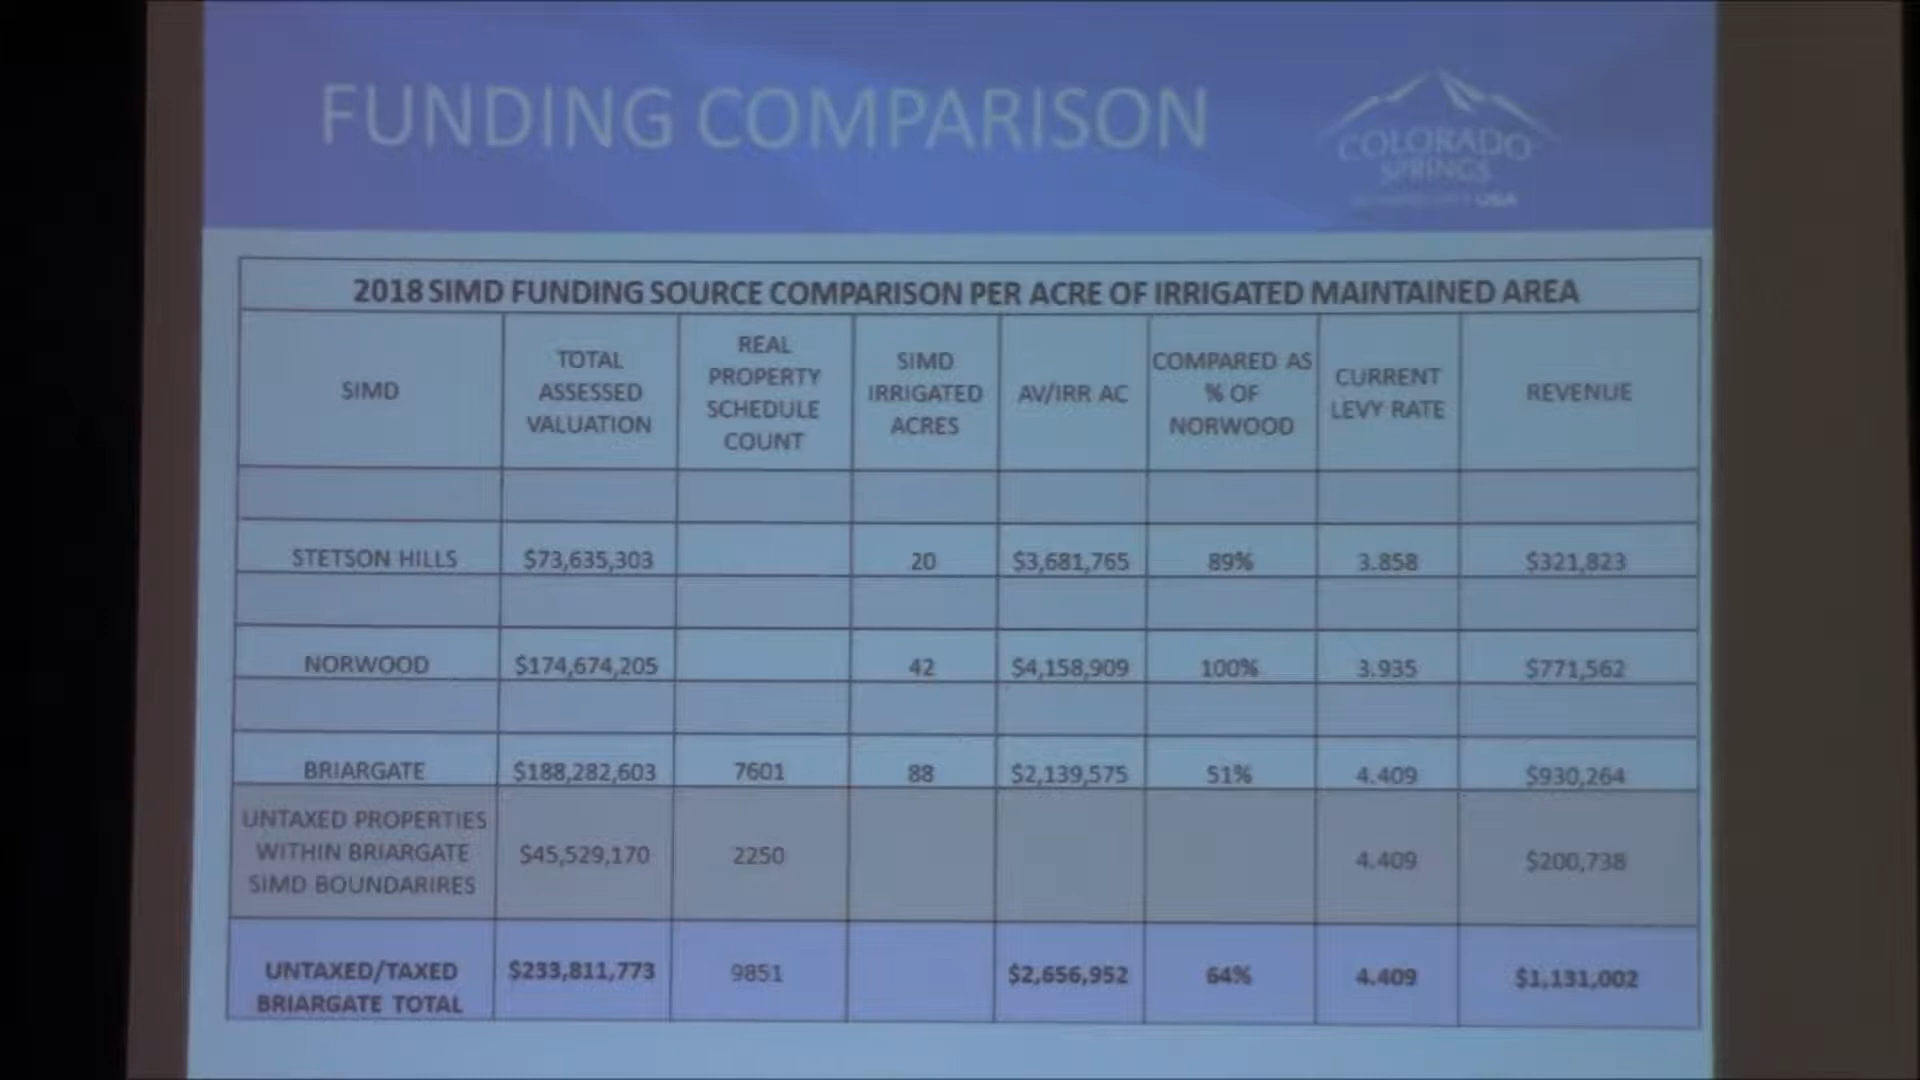 FUNDING COMPARISON
COLORADO
SPRINGS
USA
2018 SIMD FUNDING SOURCE COMPARISON PER ACRE OF IRRIGATED MAINTAINED AREA
SIMD
TOTAL
ASSESSED
VALUATION
REAL
PROPERTY
SCHEDULE
COUNT
SIMD
IRRIGATED
ACRES
AV/IRR AC
COMPARED AS
% OF
NORWOOD
CURRENT
LEVY RATE
REVENUE
STETSON HILLS $73,635,303 20 $3,681,765 89% 3.858 $321,823
NORWOOD $174,674,205 42 $4,158,909 100% 3.935 $771,562
BRIARGATE $188,282,603 7601 88 $2,139,575 51% 4.409 $930,264
UNTAXED PROPERTIES
WITHIN BRIARGATE
SIMD BOUNDARIRES
$45,529,170 2250 4.409 $200,738
UNTAXED/TAXED
BRIARGATE TOTAL
$233,811,773 9851 $2,656,952 64% 4.409 $1,131,002